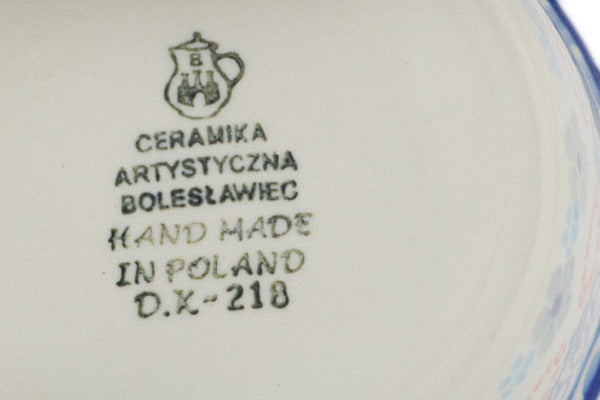 B
CERAMIKA
ARTYSTYCZNA
BOLESŁAWIEC
HAND MADE
IN POLAND
D.X-218